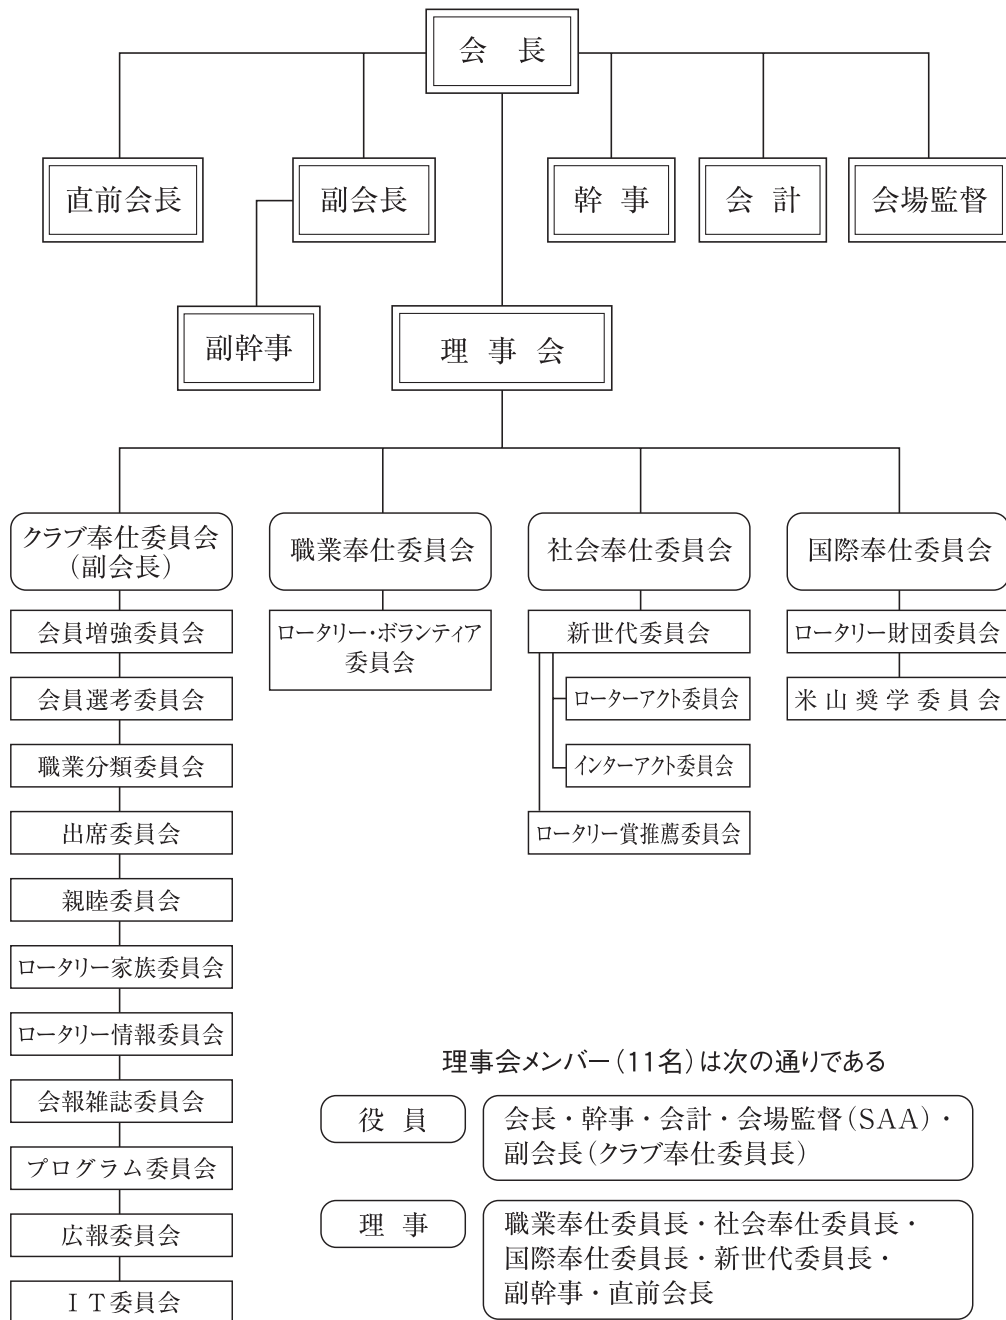 会 長
直前会長
副会長
幹 事
会 計
会場監督
副幹事
理 事 会
クラブ奉仕委員会
(副会長)
会員増強委員会
会員選考委員会
職業分類委員会
出席委員会
親睦委員会
ロータリー家族委員会
ロータリー情報委員会
会報雑誌委員会
プログラム委員会
広報委員会
IT委員会
職業奉仕委員会
ロータリー・ボランティア
委員会
社会奉仕委員会
新世代委員会
ローターアクト委員会
インターアクト委員会
ロータリー賞推薦委員会
国際奉仕委員会
ロータリー財団委員会
米山奨学委員会
理事会メンバー(11名)は次の通りである
役 員
会長・幹事・会計・会場監督(SAA)・
副会長(クラブ奉仕委員長)
理 事
職業奉仕委員長・社会奉仕委員長・
国際奉仕委員長・新世代委員長・
副幹事・直前会長